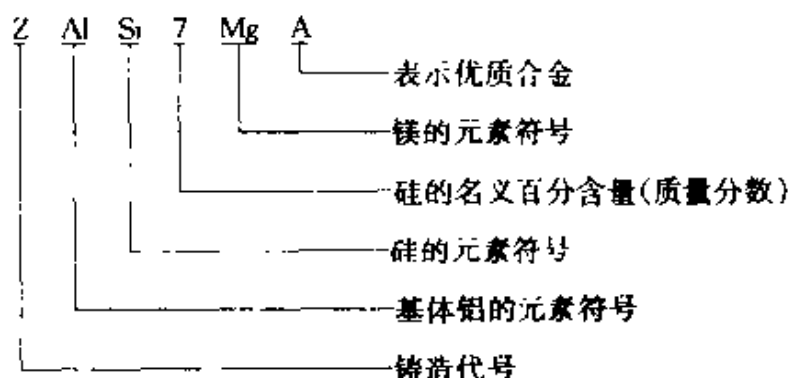 Z Al Si 7 Mg A
表示优质合金
镁的元素符号
硅的名义百分含量(质量分数)
硅的元素符号
基体铝的元素符号
铸造代号